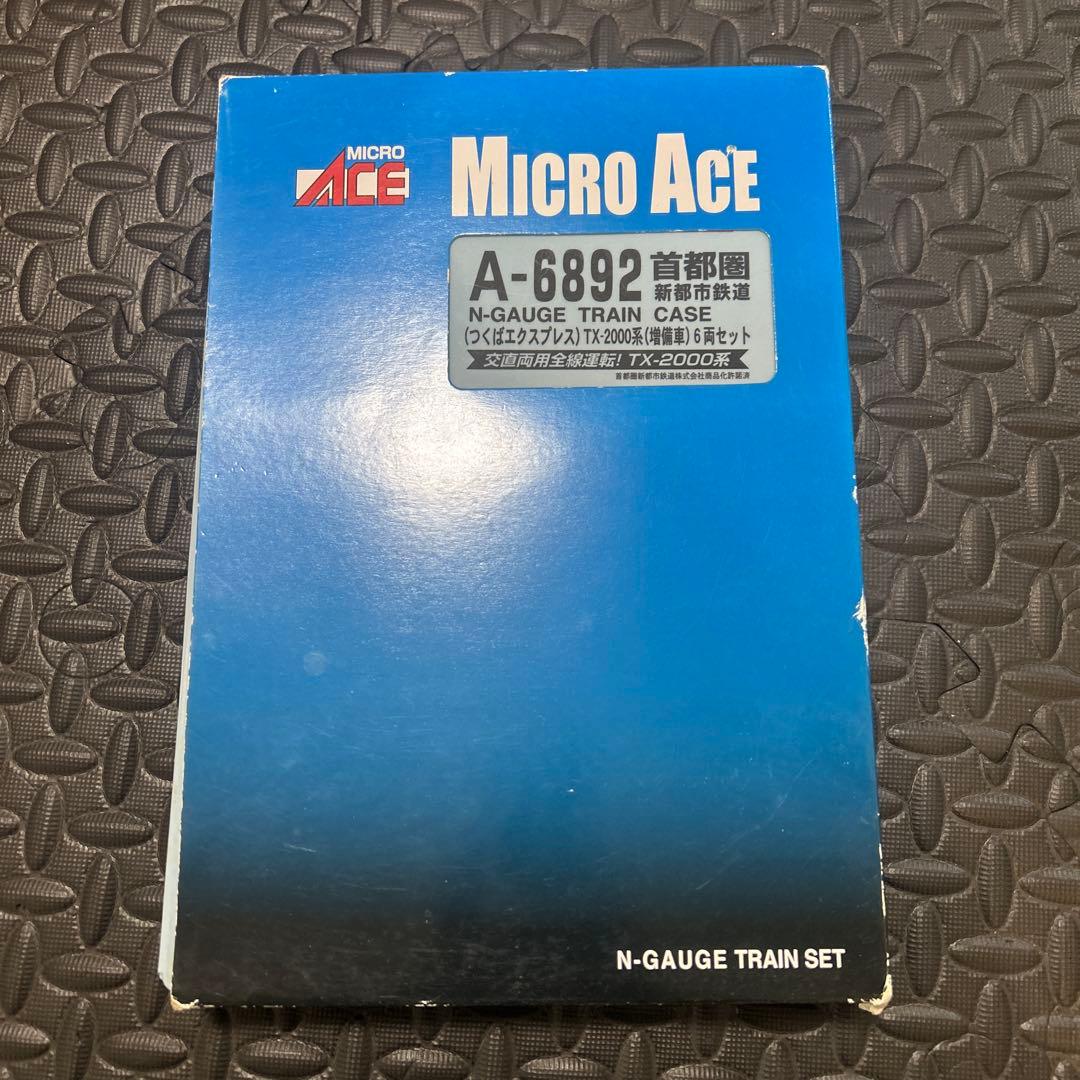 MICRO
ACE
MICRO ACE
A-6892 首都圏
新都市鉄道
N-GAUGE TRAIN CASE
(つくばエクスプレス) TX-2000系(増備車) 6両セット
交直両用全線運転! TX-2000系
首都圏新都市鉄道株式会社商品化許諾済
N-GAUGE TRAIN SET